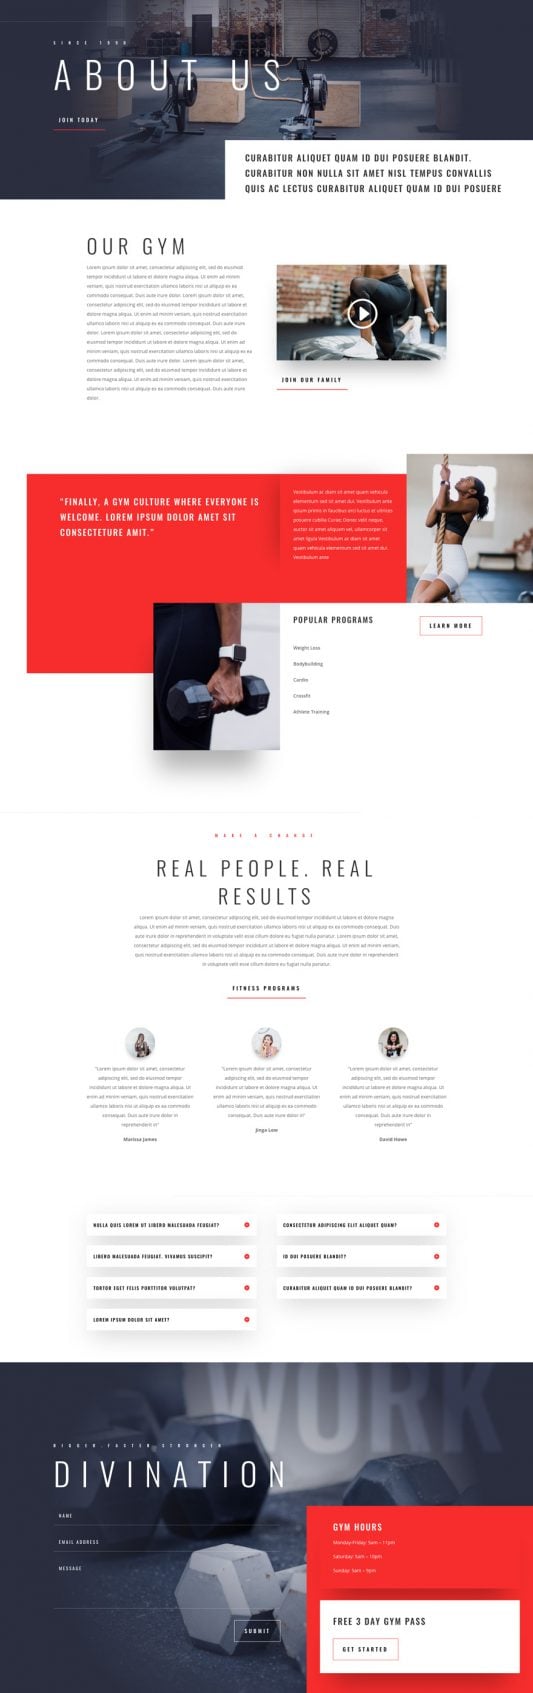 SINCE 1990
ABOUT US
JOIN TODAY
CURABITUR ALIQUET QUAM ID DUI POSUERE BLANDIT.
CURABITUR NON NULLA SIT AMET NISL TEMPUS CONVALLIS
QUIS AC LECTUS CURABITUR ALIQUET QUAM ID DUI POSUERE
OUR GYM
Lorem ipsum dolor sit amet, consectetur adipiscing elit, sed do
eiusmod tempor incididunt ut labore et dolore magna aliqua. Ut enim ad minim
veniam, quis nostrud exercitation ullamco laboris nisi ut aliquip ex ea
commodo consequat. Duis aute irure dolor. Lorem ipsum dolor sit amet,
consectetur adipiscing elit, sed do eiusmod tempor incididunt ut labore et
dolore magna aliqua. Ut enim ad minim veniam, quis nostrud exercitation
ullamco laboris nisi ut aliquip ex ea commodo consequat. Duis aute irure
dolor. Lorem ipsum dolor sit amet, consectetur adipiscing elit, sed do
eiusmod tempor incididunt ut labore et dolore magna aliqua. Ut enim ad
minim veniam, quis nostrud exercitation ullamco laboris nisi ut aliquip ex ea
commodo consequat. Duis aute irure dolor. Lorem ipsum dolor sit amet,
consectetur adipiscing elit, sed do eiusmod tempor incididunt ut labore et
dolore magna aliqua. Ut enim ad minim veniam, quis nostrud exercitation
ullamco laboris nisi ut aliquip ex ea commodo consequat. Duis aute irure
dolor.
JOIN OUR FAMILY
"FINALLY, A GYM CULTURE WHERE EVERYONE IS
WELCOME. LOREM IPSUM DOLOR AMET SIT
CONSECTETURE AMIT."
Vestibulum ac diam sit amet quam vehicula
elementum sed sit amet dui. Vestibulum ante
ipsum primis in faucibus orci luctus et ultrices
posuere cubilia Curae; Donec velit neque,
auctor sit amet aliquam vel, ullamcorper sit
amet ligula Vestibulum ac diam sit amet
quam vehicula elementum sed sit amet dui.
Vestibulum ante
POPULAR PROGRAMS
LEARN MORE
Weight Loss
Bodybuilding
Cardio
Crossfit
Athlete Training
MAKE A CHANGE
REAL PEOPLE. REAL
RESULTS
Lorem ipsum dolor sit amet, consectetur adipiscing elit, sed do eiusmod tempor incididunt ut labore et dolore magna
aliqua. Ut enim ad minim veniam, quis nostrud exercitation ullamco laboris nisi ut aliquip ex ea commodo consequat. Duis
aute irure dolor in reprehenderit in voluptate velit esse cillum dolore eu fugiat nulla pariatur. Lorem ipsum dolor sit amet,
consectetur adipiscing elit, sed do eiusmod tempor incididunt ut labore et dolore magna aliqua. Ut enim ad minim veniam,
quis nostrud exercitation ullamco laboris nisi ut aliquip ex ea commodo consequat. Duis aute irure dolor in reprehenderit
in voluptate velit esse cillum dolore eu fugiat nulla pariatur.
FITNESS PROGRAMS
"Lorem ipsum dolor sit amet, consectetur
adipiscing elit, sed do eiusmod tempor
incididunt ut labore et dolore magna aliqua. Ut
enim ad minim veniam, quis nostrud
exercitation ullamco laboris nisi ut aliquip ex ea commodo
consequat. Duis aute irure dolor in
reprehenderit in"
Marissa James
"Lorem ipsum dolor sit amet, consectetur
adipiscing elit, sed do eiusmod tempor
incididunt ut labore et dolore magna aliqua. Ut
enim ad minim veniam, quis nostrud exercitation
ullamco laboris nisi ut aliquip ex ea commodo
consequat. Duis aute irure dolor in"
Jinga Low
"Lorem ipsum dolor sit amet, consectetur
adipiscing elit, sed do eiusmod tempor
incididunt ut labore et dolore magna aliqua. Ut
enim ad minim veniam, quis nostrud exercitation
ullamco laboris nisi ut aliquip ex ea commodo
consequat. Duis aute irure dolor in
reprehenderit in"
David Howe
NULLA QUIS LOREM UT LIBERO MALESUADA FEUGIAT?
CONSECTETUR ADIPISCING ELIT ALIQUET QUAM?
LIBERO MALESUADA FEUGIAT. VIVAMUS SUSCIPIT?
ID DUI POSUERE BLANDIT?
TORTOR EGET FELIS PORTTITOR VOLUTPAT?
CURABITUR ALIQUET QUAM ID DUI POSUERE BLANDIT?
LOREM IPSUM DOLOR SIT AMET?
WORK
BIGGER.FASTER.STRONGER
DIVINATION
NAME
EMAIL ADDRESS
MESSAGE
SUBMIT
GYM HOURS
Monday-Friday: 5am – 11pm
Saturday: 5am – 10pm
Sunday: 5am – 9pm
FREE 3 DAY GYM PASS
GET STARTED